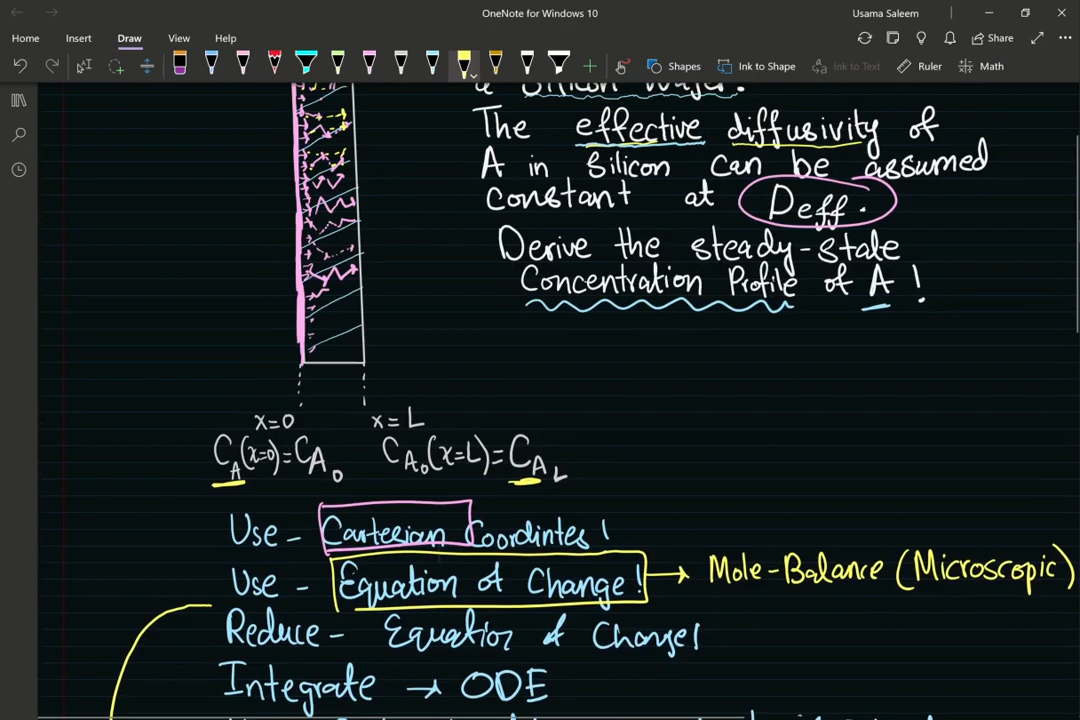 OneNote for Windows 10
Usama Saleem
Home Insert Draw View Help
Share
Shapes
Ink to Shape
Ink to Text
Ruler
Math
a Silicon Wafer.
The effective diffusivity of
A in Silicon can be assumed
constant at Deff.
Derive the steady-state
Concentration Profile of A!
x=0 x=L
CA(x=0)=CA0 CA0(x=L)=CAL
Use - Cartesian Coordintes!
Use - Equation of Change! → Mole-Balance (Microscopic)
Reduce - Equation of Change!
Integrate → ODE